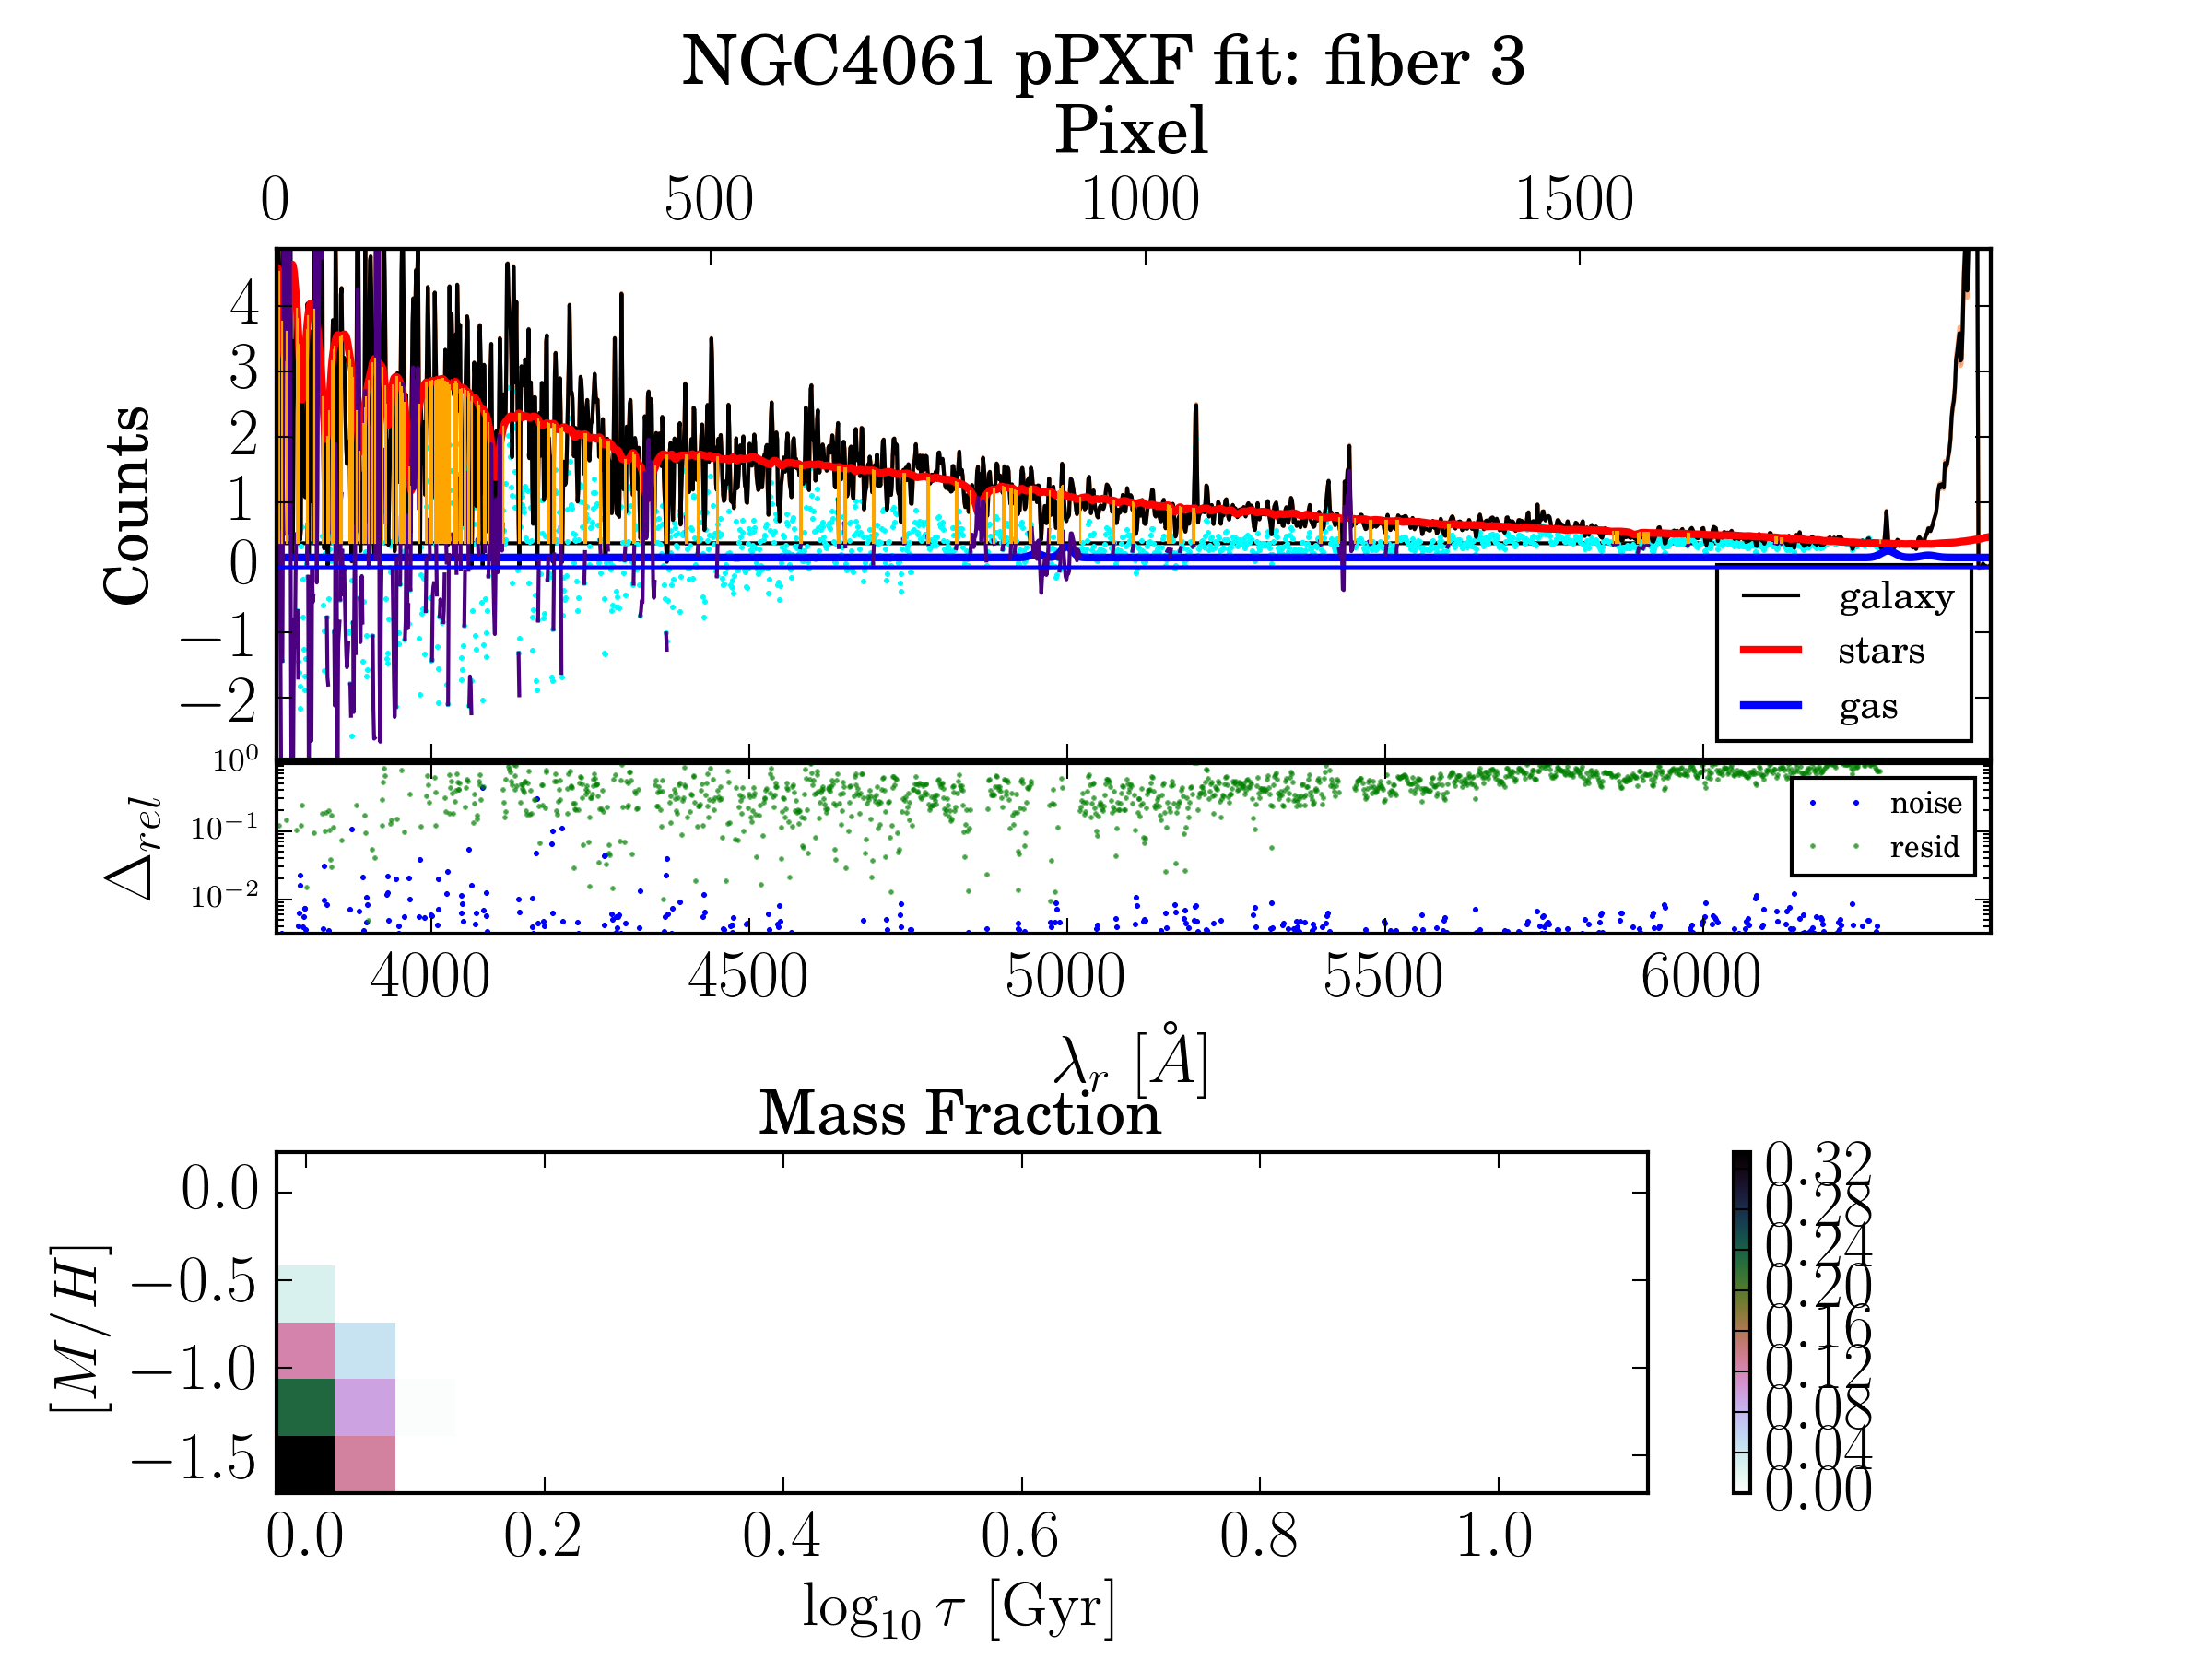 NGC4061 pPXF fit: fiber 3
Pixel
0 500 1000 1500
Counts
4
3
2
1
0
−1
−2
galaxy
stars
gas
Δrel
10⁰
10⁻¹
10⁻²
noise
resid
4000 4500 5000 5500 6000
λr [Å]
Mass Fraction
[M/H]
0.0
−0.5
−1.0
−1.5
0.0 0.2 0.4 0.6 0.8 1.0
log₁₀ τ [Gyr]
0.32
0.28
0.24
0.20
0.16
0.12
0.08
0.04
0.00